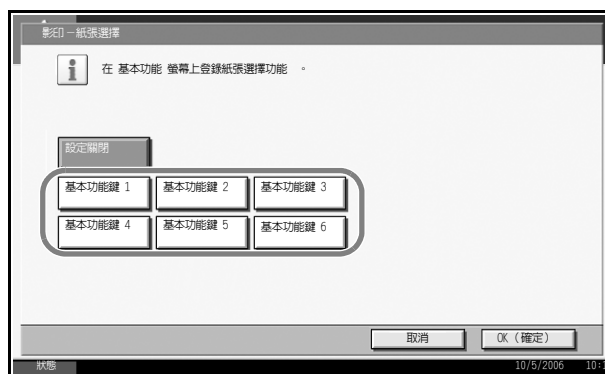 影印－紙張選擇
在 基本功能 螢幕上登錄紙張選擇功能 。
設定關閉
基本功能鍵 1 基本功能鍵 2 基本功能鍵 3
基本功能鍵 4 基本功能鍵 5 基本功能鍵 6
取消 OK（確定）
狀態 10/5/2006 10: